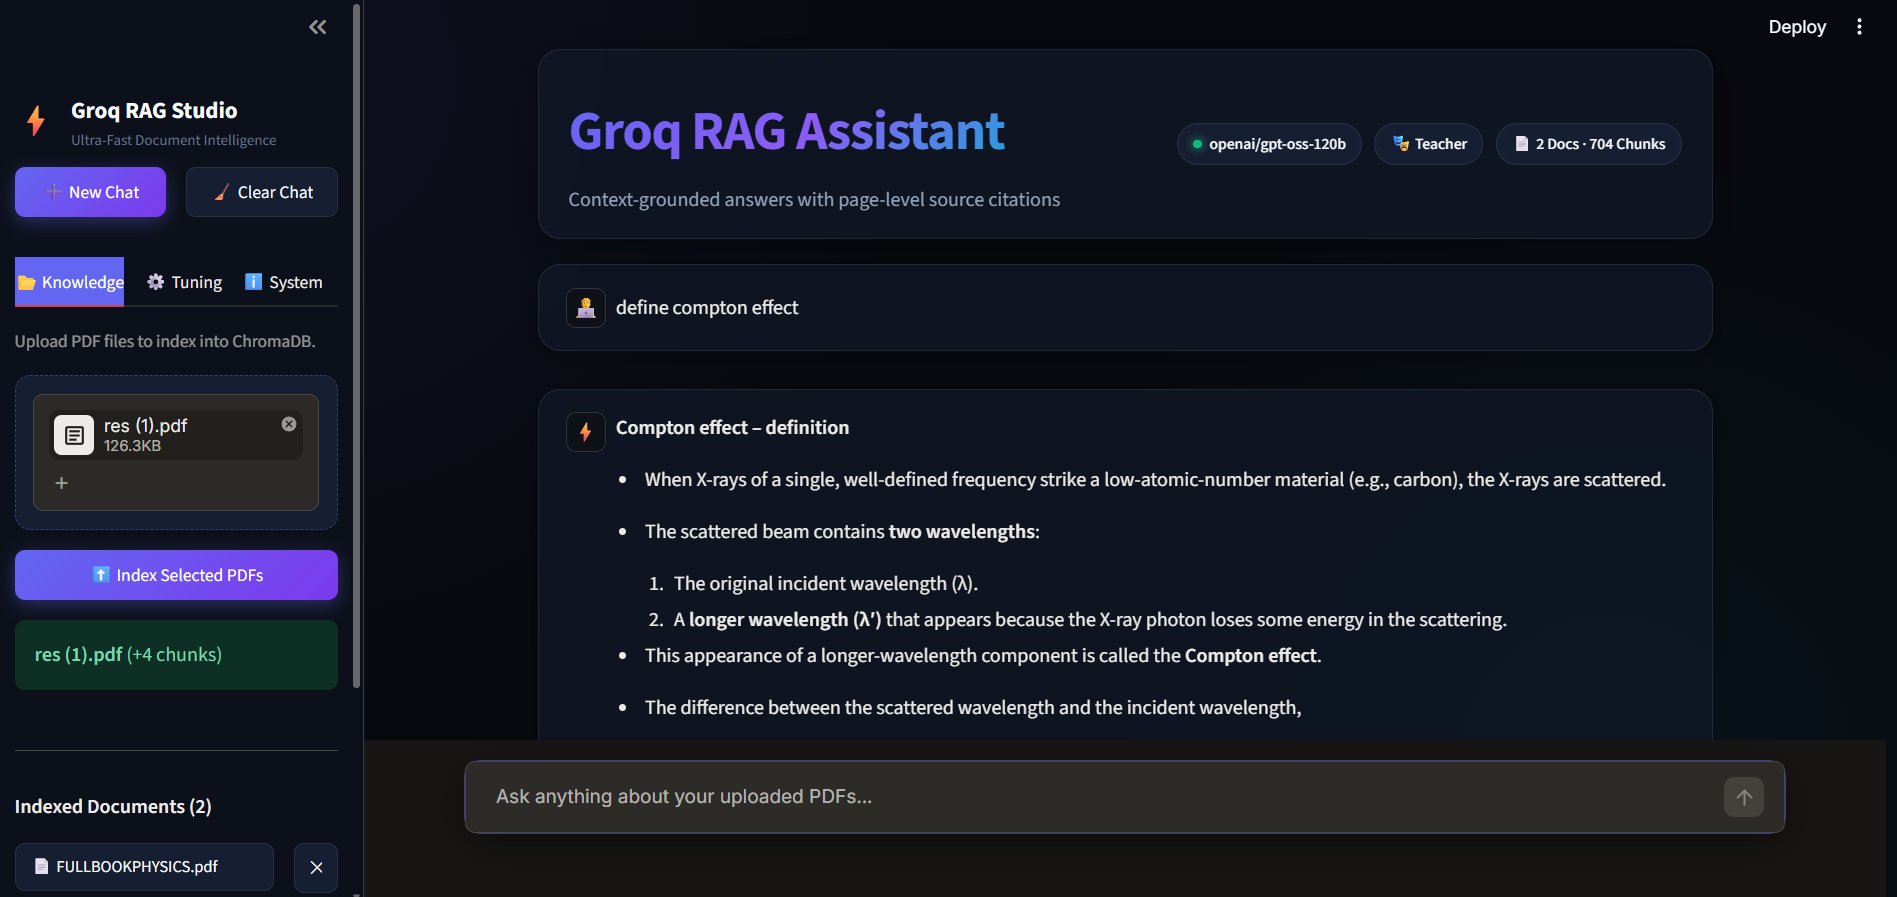 Groq RAG Studio
Ultra-Fast Document Intelligence
New Chat
Clear Chat
Knowledge
Tuning
System
Upload PDF files to index into ChromaDB.
res (1).pdf
126.3KB
+
Index Selected PDFs
res (1).pdf (+4 chunks)
Indexed Documents (2)
FULLBOOKPHYSICS.pdf
Deploy
Groq RAG Assistant
openai/gpt-oss-120b
Teacher
2 Docs · 704 Chunks
Context-grounded answers with page-level source citations
define compton effect
Compton effect – definition
• When X-rays of a single, well-defined frequency strike a low-atomic-number material (e.g., carbon), the X-rays are scattered.
• The scattered beam contains two wavelengths:
1. The original incident wavelength (λ).
2. A longer wavelength (λ′) that appears because the X-ray photon loses some energy in the scattering.
• This appearance of a longer-wavelength component is called the Compton effect.
• The difference between the scattered wavelength and the incident wavelength,
Ask anything about your uploaded PDFs...